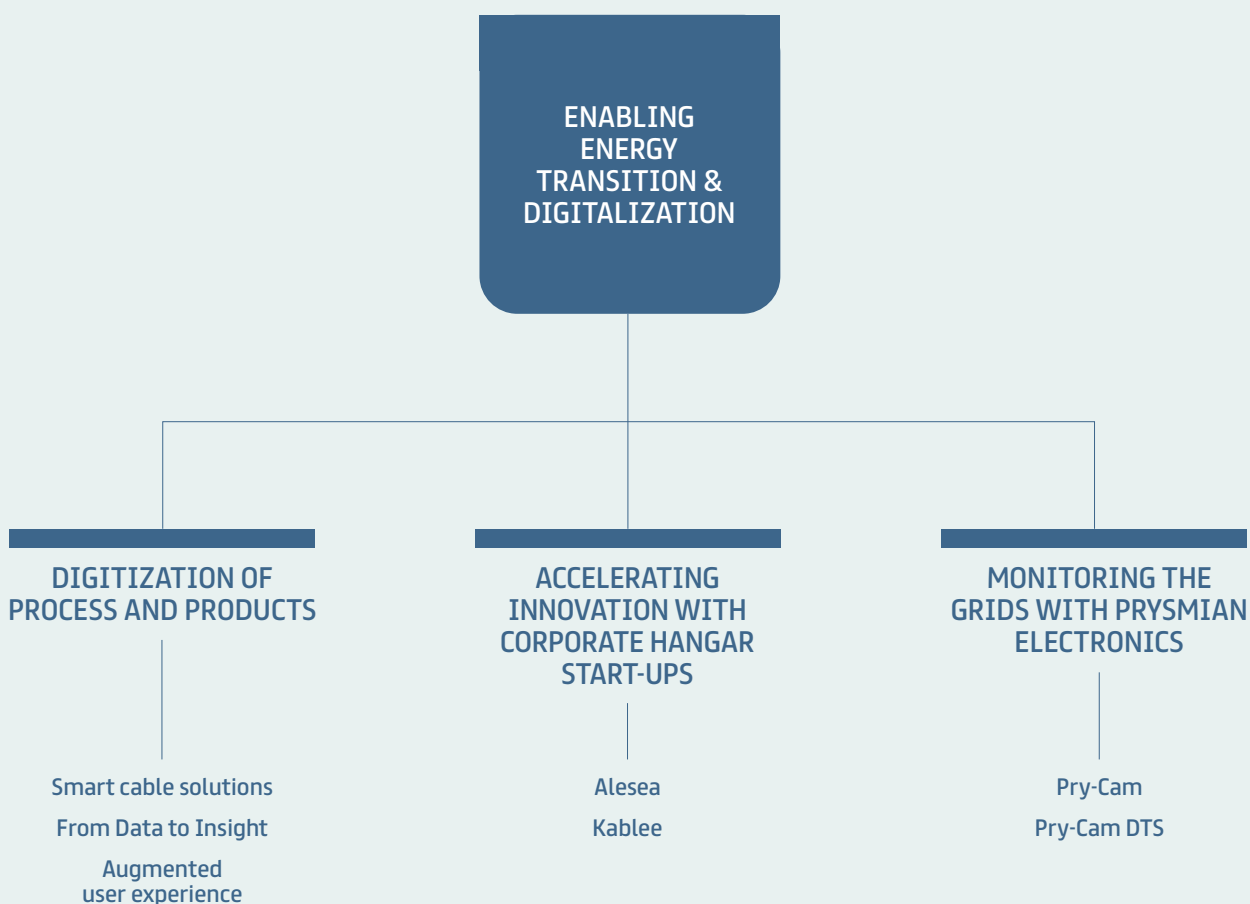 ENABLING
ENERGY
TRANSITION &
DIGITALIZATION
DIGITIZATION OF
PROCESS AND PRODUCTS
Smart cable solutions
From Data to Insight
Augmented
user experience
ACCELERATING
INNOVATION WITH
CORPORATE HANGAR
START-UPS
Alesea
Kablee
MONITORING THE
GRIDS WITH PRYSMIAN
ELECTRONICS
Pry-Cam
Pry-Cam DTS